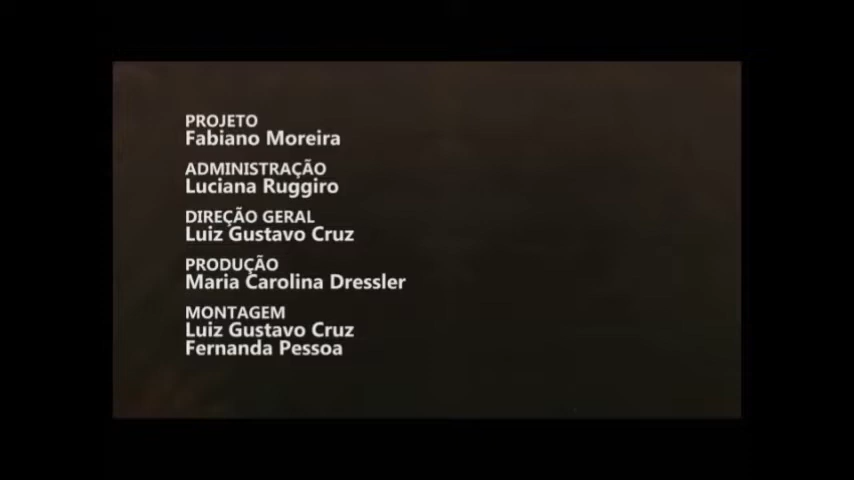 PROJETO
Fabiano Moreira
ADMINISTRAÇÃO
Luciana Ruggiro
DIREÇÃO GERAL
Luiz Gustavo Cruz
PRODUÇÃO
Maria Carolina Dressler
MONTAGEM
Luiz Gustavo Cruz
Fernanda Pessoa